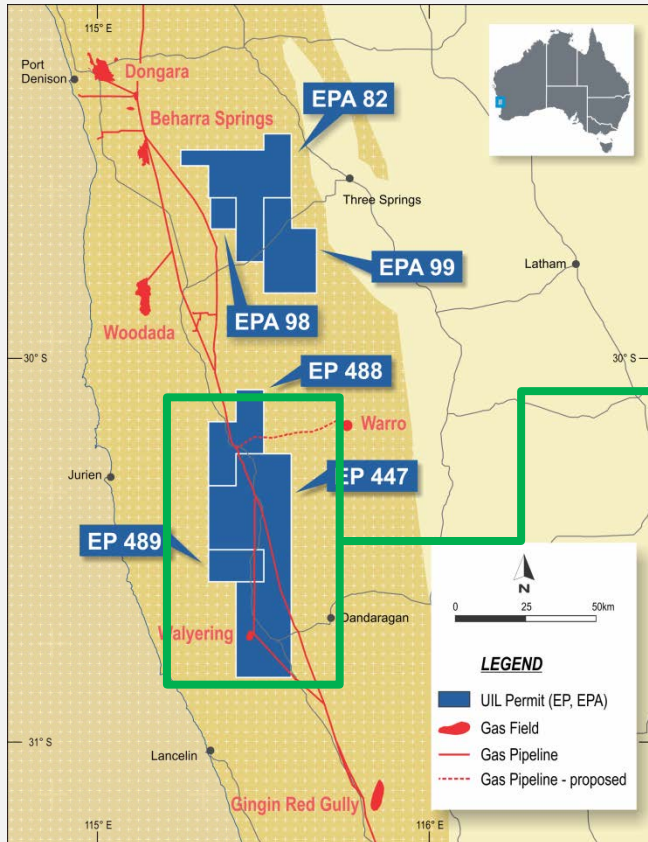 115° E
Port
Denison
Dongara
Beharra Springs
EPA 82
Three Springs
EPA 99
Latham
EPA 98
Woodada
30° S
30° S
EP 488
Warro
Jurien
EP 447
EP 489
N
0 25 50km
Dandaragan
Walyering
LEGEND
UIL Permit (EP, EPA)
Gas Field
Gas Pipeline
Gas Pipeline - proposed
31° S
Lancelin
Gingin Red Gully
115° E
116° E